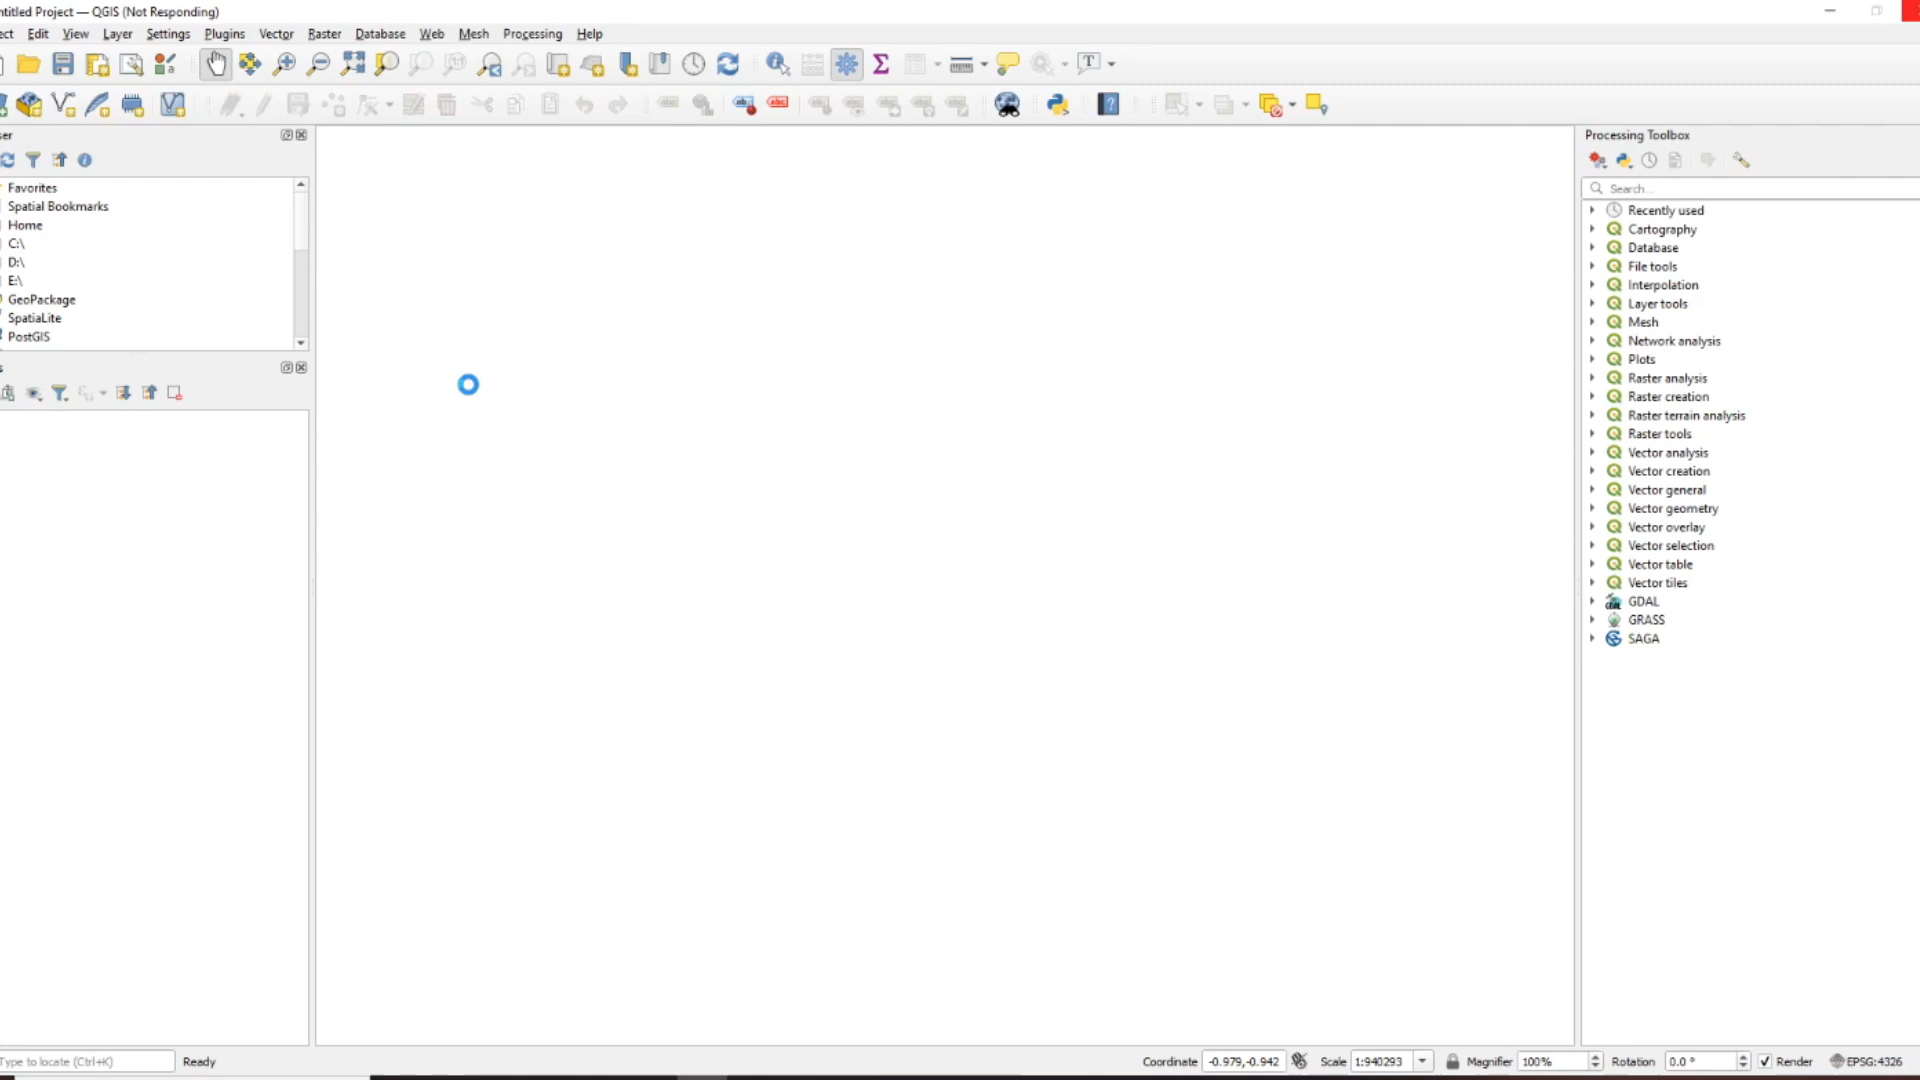 ntitled Project — QGIS (Not Responding)
ect Edit View Layer Settings Plugins Vector Raster Database Web Mesh Processing Help
ser
Favorites
Spatial Bookmarks
Home
C:\
D:\
E:\
GeoPackage
SpatiaLite
PostGIS
s
Processing Toolbox
Search...
Recently used
Cartography
Database
File tools
Interpolation
Layer tools
Mesh
Network analysis
Plots
Raster analysis
Raster creation
Raster terrain analysis
Raster tools
Vector analysis
Vector creation
Vector general
Vector geometry
Vector overlay
Vector selection
Vector table
Vector tiles
GDAL
GRASS
SAGA
Type to locate (Ctrl+K) Ready Coordinate -0.979,-0.942 Scale 1:940293 Magnifier 100% Rotation 0.0 ° Render EPSG:4326